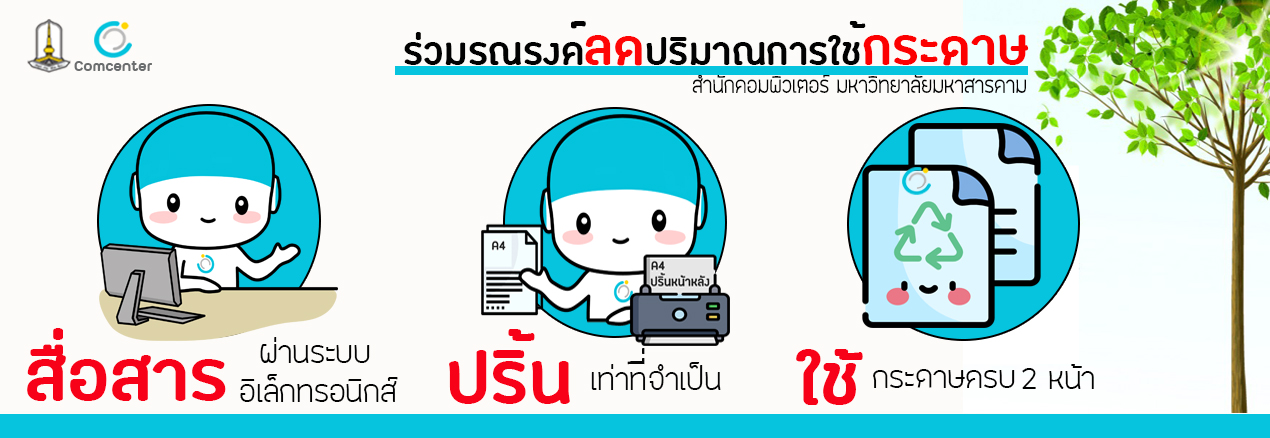 Comcenter
ร่วมรณรงค์ลดปริมาณการใช้กระดาษ
สำนักคอมพิวเตอร์ มหาวิทยาลัยมหาสารคาม
A4
A4
ปริ้นหน้าหลัง
สื่อสาร ผ่านระบบ
อิเล็กทรอนิกส์
ปริ้น เท่าที่จำเป็น
ใช้ กระดาษครบ 2 หน้า